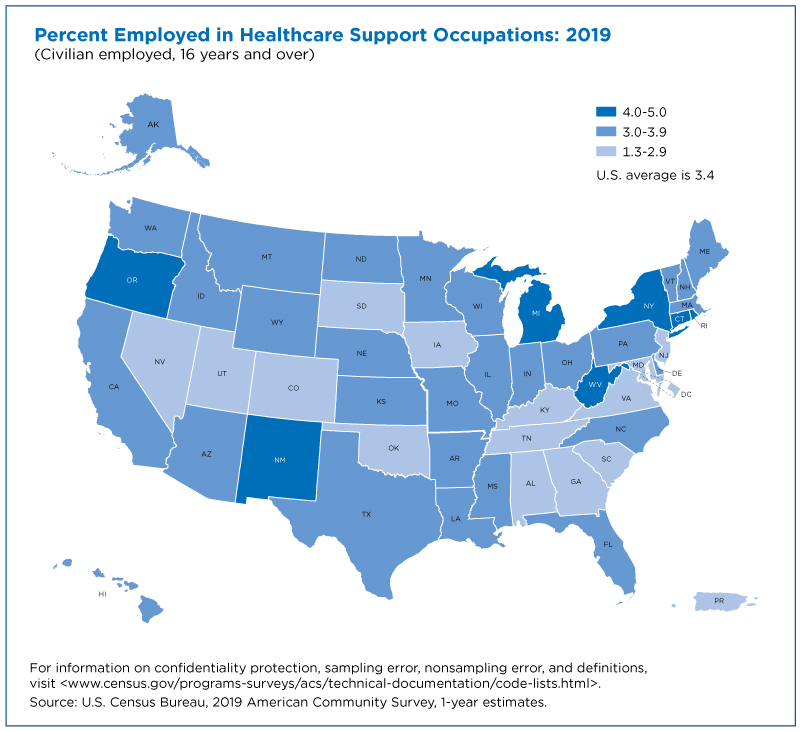 Percent Employed in Healthcare Support Occupations: 2019
(Civilian employed, 16 years and over)
AK
4.0-5.0
3.0-3.9
1.3-2.9
U.S. average is 3.4
WA
MT
ND
MN
ME
VT
NH
OR
ID
WY
SD
WI
MI
NY
MA
CT
RI
NV
UT
CO
NE
IA
IL
IN
OH
PA
NJ
MD
DE
DC
CA
KS
MO
KY
WV
VA
AZ
NM
OK
AR
TN
NC
SC
MS
AL
GA
TX
LA
FL
HI
PR
For information on confidentiality protection, sampling error, nonsampling error, and definitions,
visit <www.census.gov/programs-surveys/acs/technical-documentation/code-lists.html>.
Source: U.S. Census Bureau, 2019 American Community Survey, 1-year estimates.